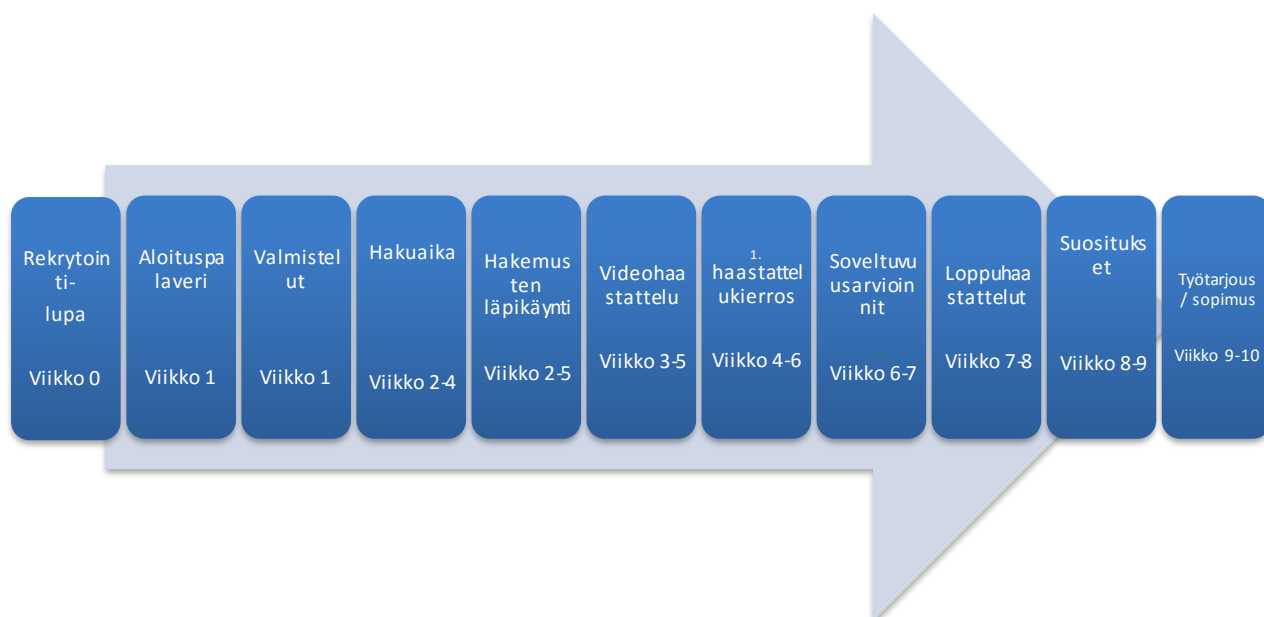 Rekrytoin
ti-
lupa
Viikko 0
Aloituspa
laveri
Viikko 1
Valmistel
ut
Viikko 1
Hakuaika
Viikko 2-4
Hakemus
ten
läpikäynti
Viikko 2-5
Videohaa
stattelu
Viikko 3-5
1.
haastattel
ukierros
Viikko 4-6
Soveltuvu
usarvioin
nit
Viikko 6-7
Loppuhaa
stattelut
Viikko 7-8
Suosituks
et
Viikko 8-9
Työtarjous
/ sopimus
Viikko 9-10